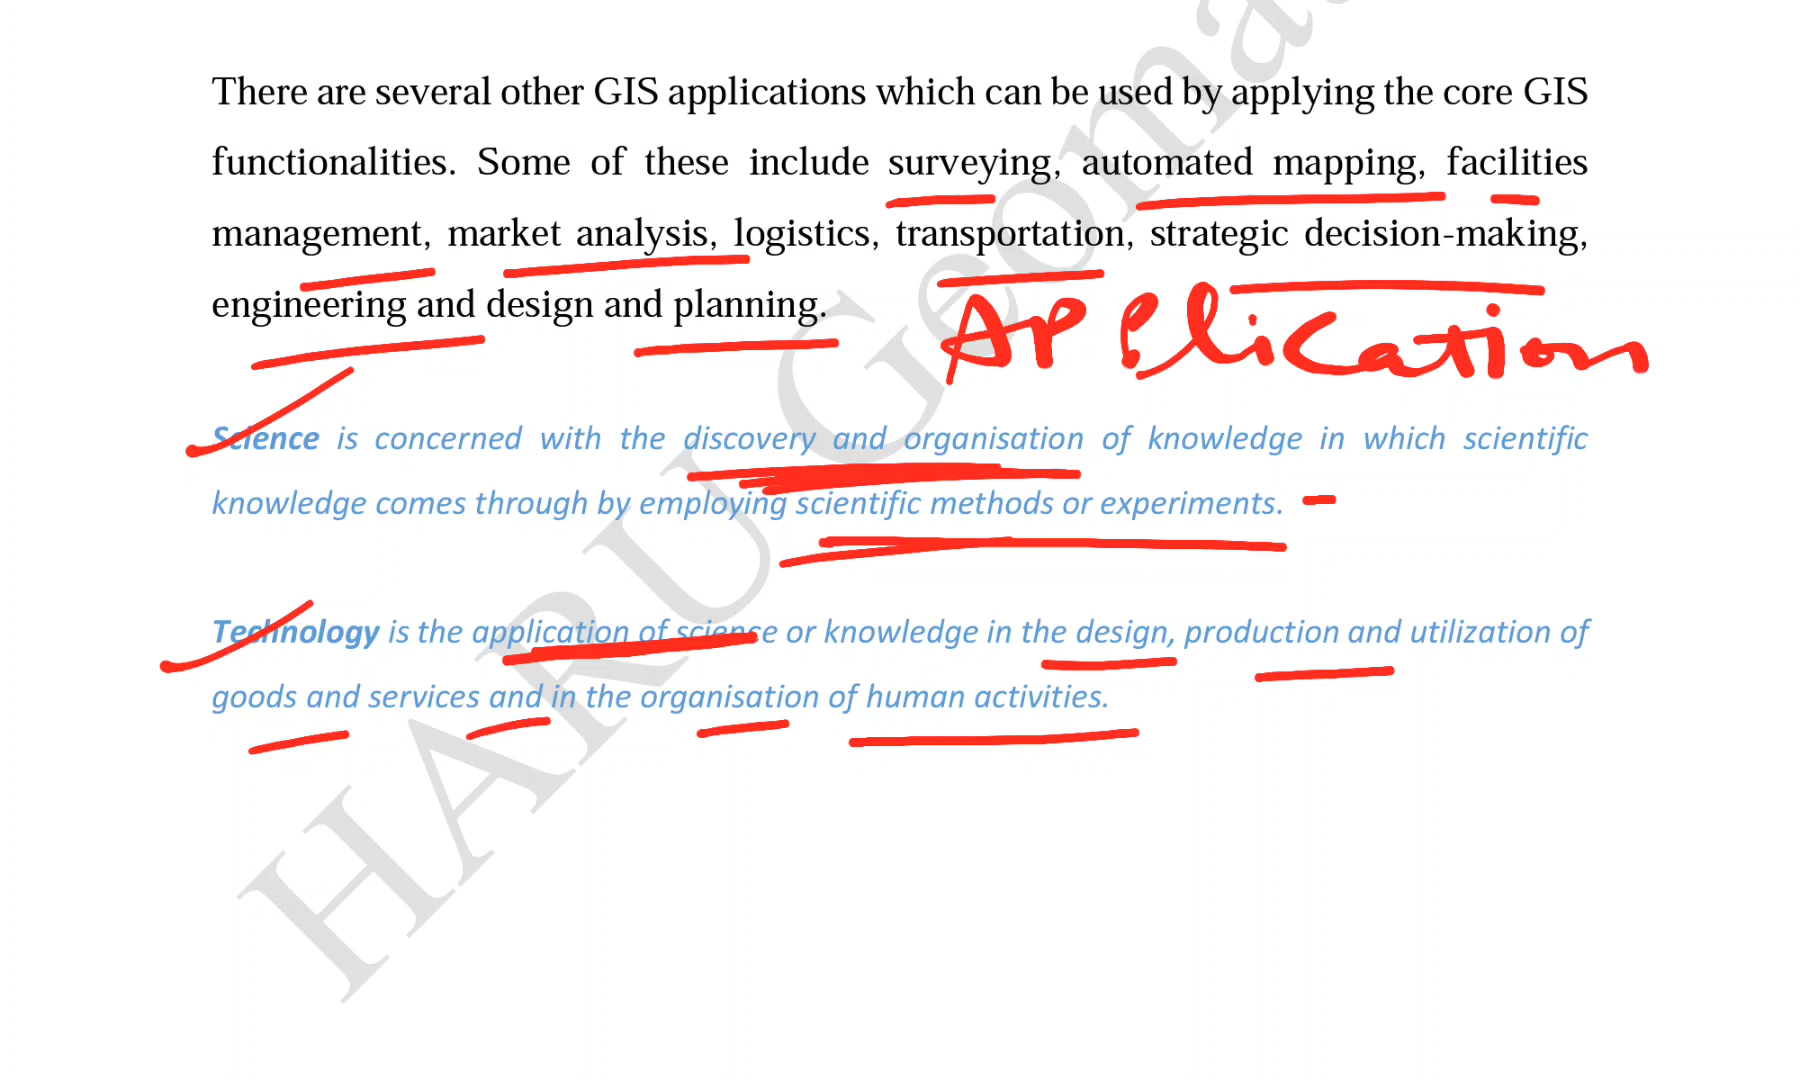 There are several other GIS applications which can be used by applying the core GIS
functionalities. Some of these include surveying, automated mapping, facilities
management, market analysis, logistics, transportation, strategic decision-making,
engineering and design and planning.
APPlication
Science is concerned with the discovery and organisation of knowledge in which scientific
knowledge comes through by employing scientific methods or experiments.
Technology is the application of science or knowledge in the design, production and utilization of
goods and services and in the organisation of human activities.
HARU Geoma